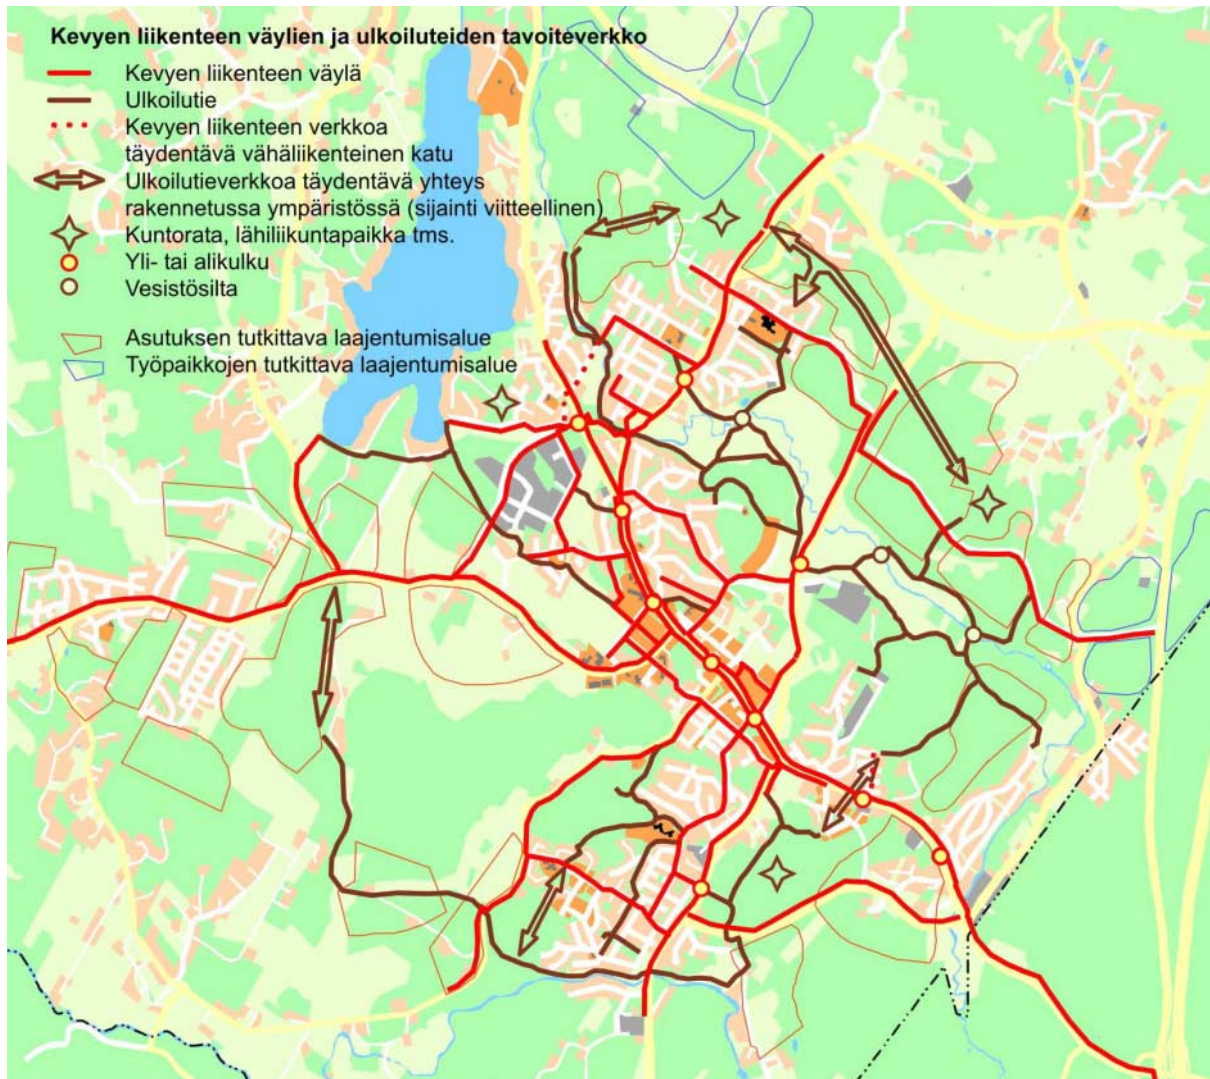 Kevyen liikenteen väylien ja ulkoiluteiden tavoiteverkko
Kevyen liikenteen väylä
Ulkoilutie
Kevyen liikenteen verkkoa
täydentävä vähäliikenteinen katu
Ulkoilutieverkkoa täydentävä yhteys
rakennetussa ympäristössä (sijainti viitteellinen)
Kuntorata, lähiliikuntapaikka tms.
Yli- tai alikulku
Vesistösilta
Asutuksen tutkittava laajentumisalue
Työpaikkojen tutkittava laajentumisalue